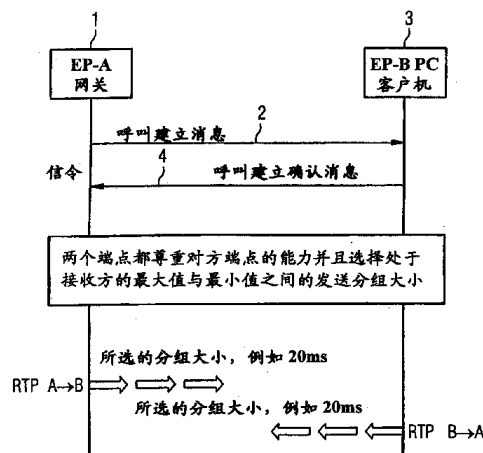 1
3
EP-A
网关
EP-B PC
客户机
呼叫建立消息
2
信令
4
呼叫建立确认消息
两个端点都尊重对方端点的能力并且选择处于
接收方的最大值与最小值之间的发送分组大小
所选的分组大小，例如 20ms
RTP A→B
所选的分组大小，例如 20ms
RTP B→A